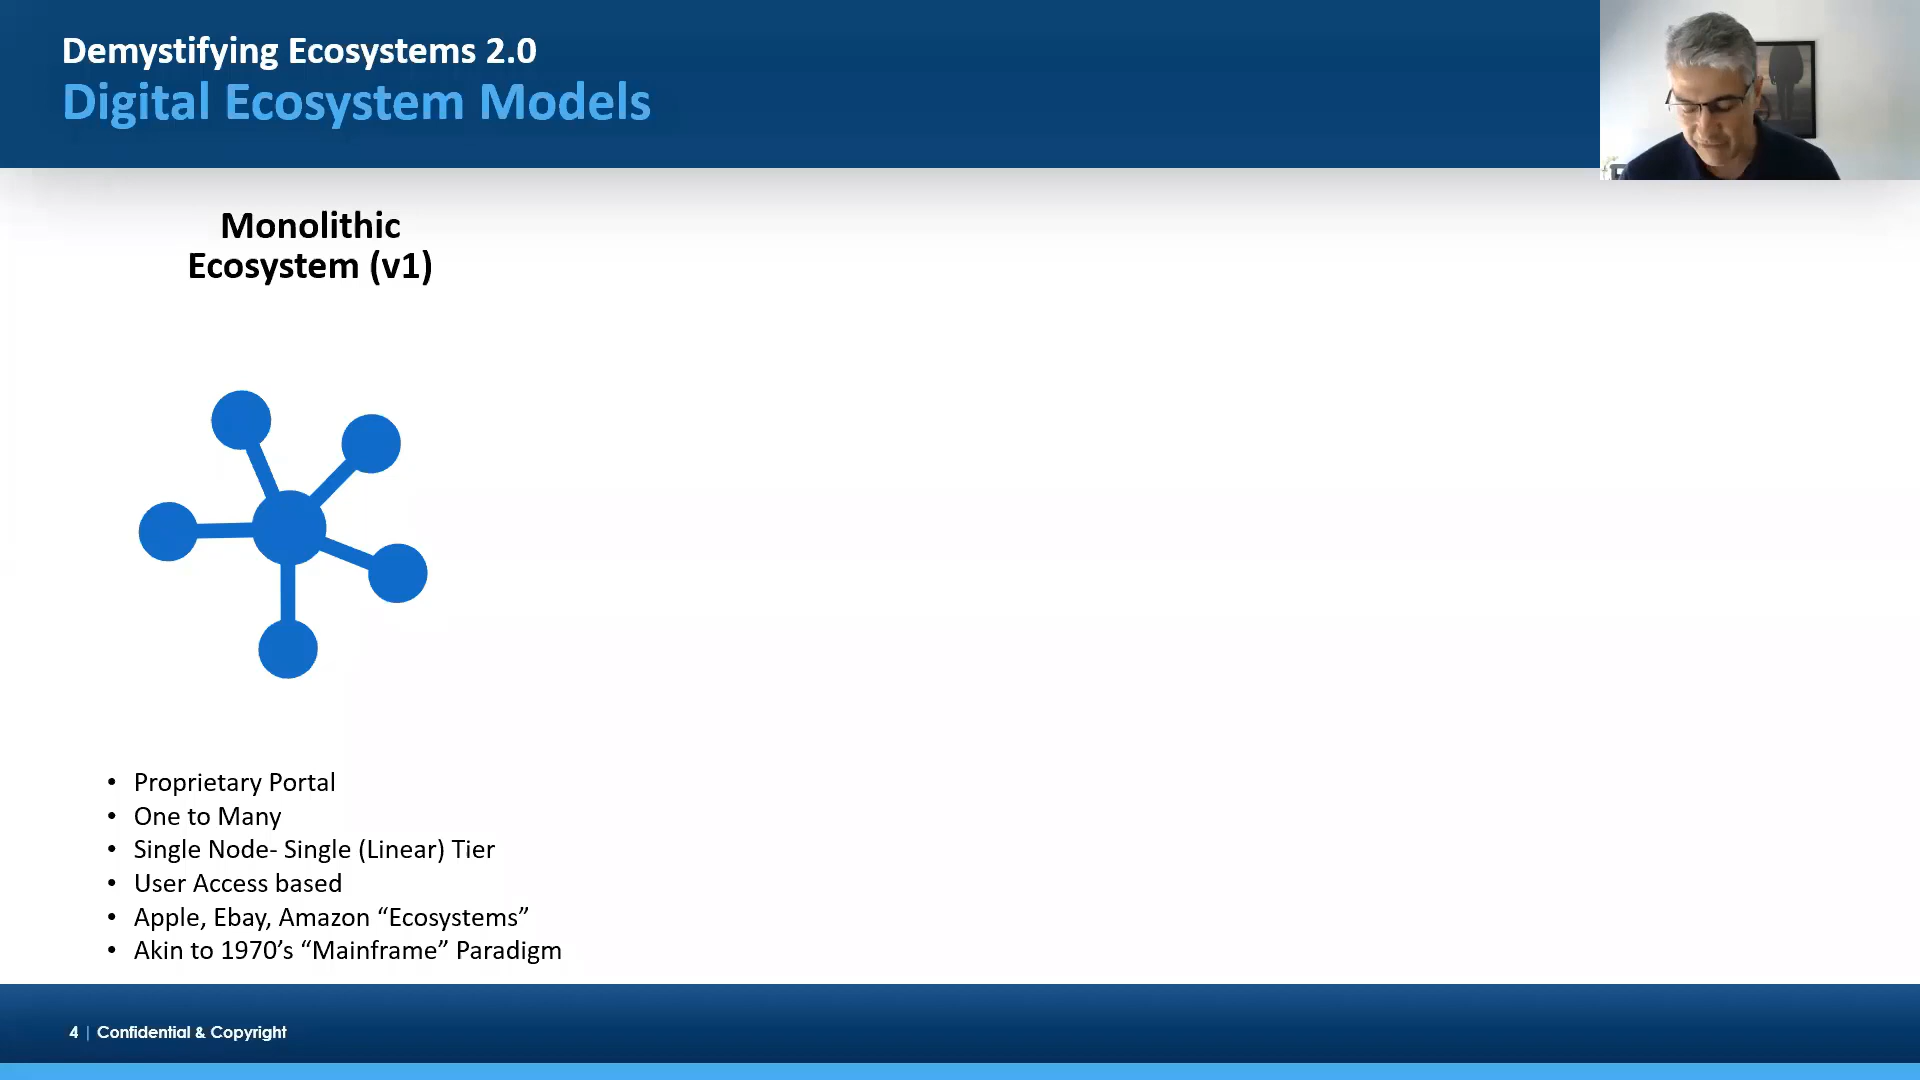 Demystifying Ecosystems 2.0
Digital Ecosystem Models
Monolithic
Ecosystem (v1)
• Proprietary Portal
• One to Many
• Single Node- Single (Linear) Tier
• User Access based
• Apple, Ebay, Amazon “Ecosystems”
• Akin to 1970’s “Mainframe” Paradigm
4 | Confidential & Copyright